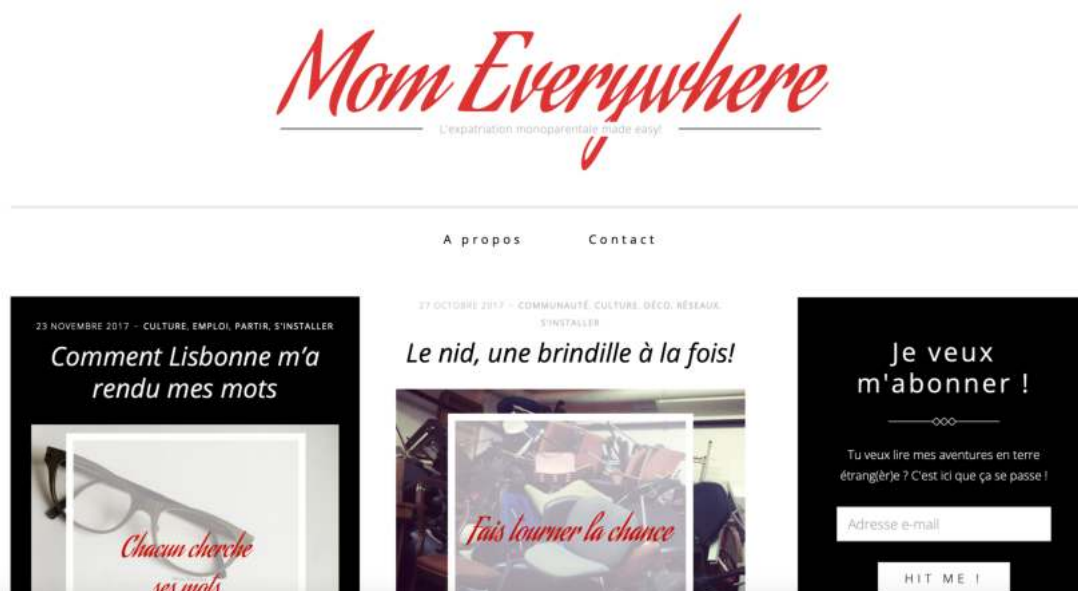 Mom Everywhere
L'expatriation monoparentale made easy!
A propos
Contact
23 NOVEMBRE 2017 – CULTURE, EMPLOI, PARTIR, S'INSTALLER
Comment Lisbonne m'a
rendu mes mots
Chacun cherche
ses mots
27 OCTOBRE 2017 – COMMUNAUTÉ, CULTURE, DÉCO, RÉSEAUX,
S'INSTALLER
Le nid, une brindille à la fois!
Fais tourner la chance
Je veux
m'abonner !
Tu veux lire mes aventures en terre
étrang(èr)e ? C'est ici que ça se passe !
Adresse e-mail
HIT ME !